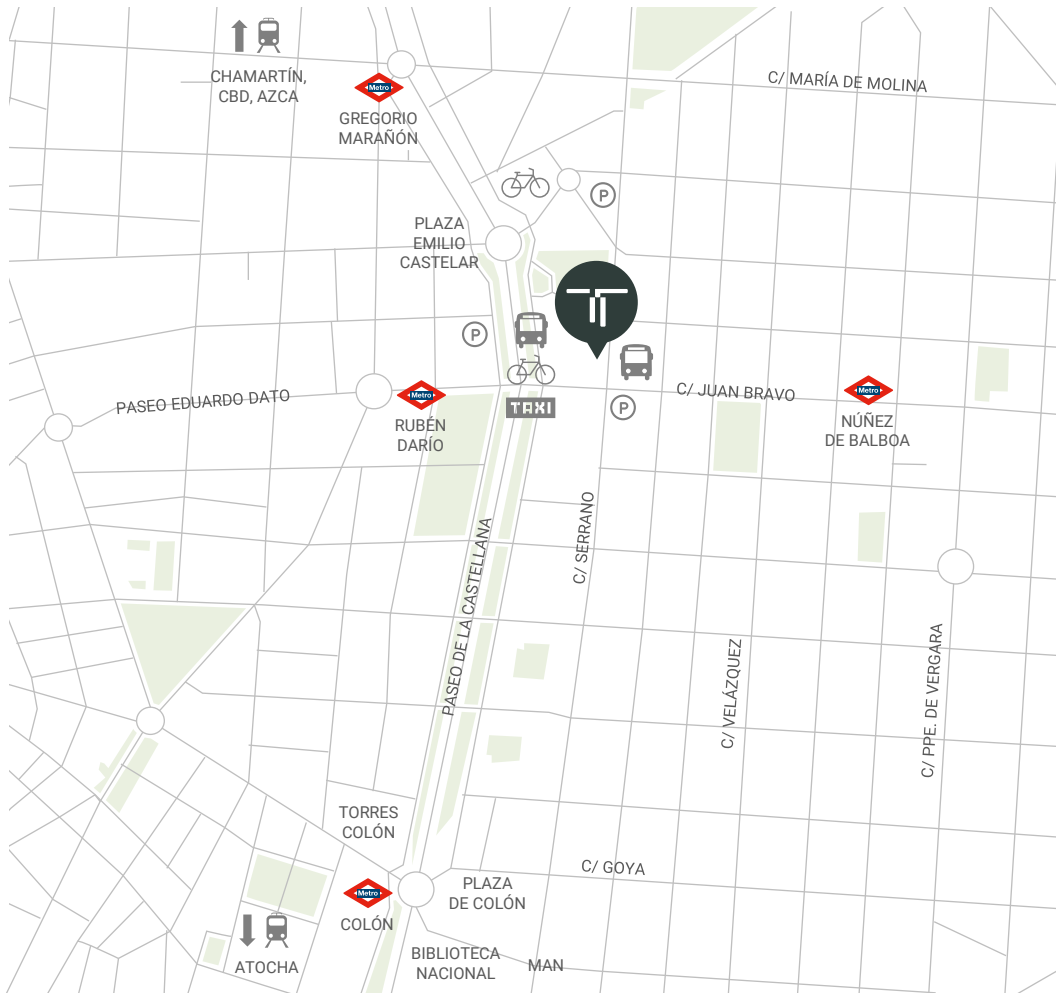 CHAMARTÍN,
CBD, AZCA
C/ MARÍA DE MOLINA
Metro
GREGORIO
MARAÑÓN
P
PLAZA
EMILIO
CASTELAR
P
PASEO EDUARDO DATO
Metro
RUBÉN
DARÍO
TAXI
P
C/ JUAN BRAVO
Metro
NÚÑEZ
DE BALBOA
PASEO DE LA CASTELLANA
C/ SERRANO
C/ VELÁZQUEZ
C/ PPE. DE VERGARA
TORRES
COLÓN
C/ GOYA
Metro
COLÓN
PLAZA
DE COLÓN
ATOCHA
BIBLIOTECA
NACIONAL
MAN